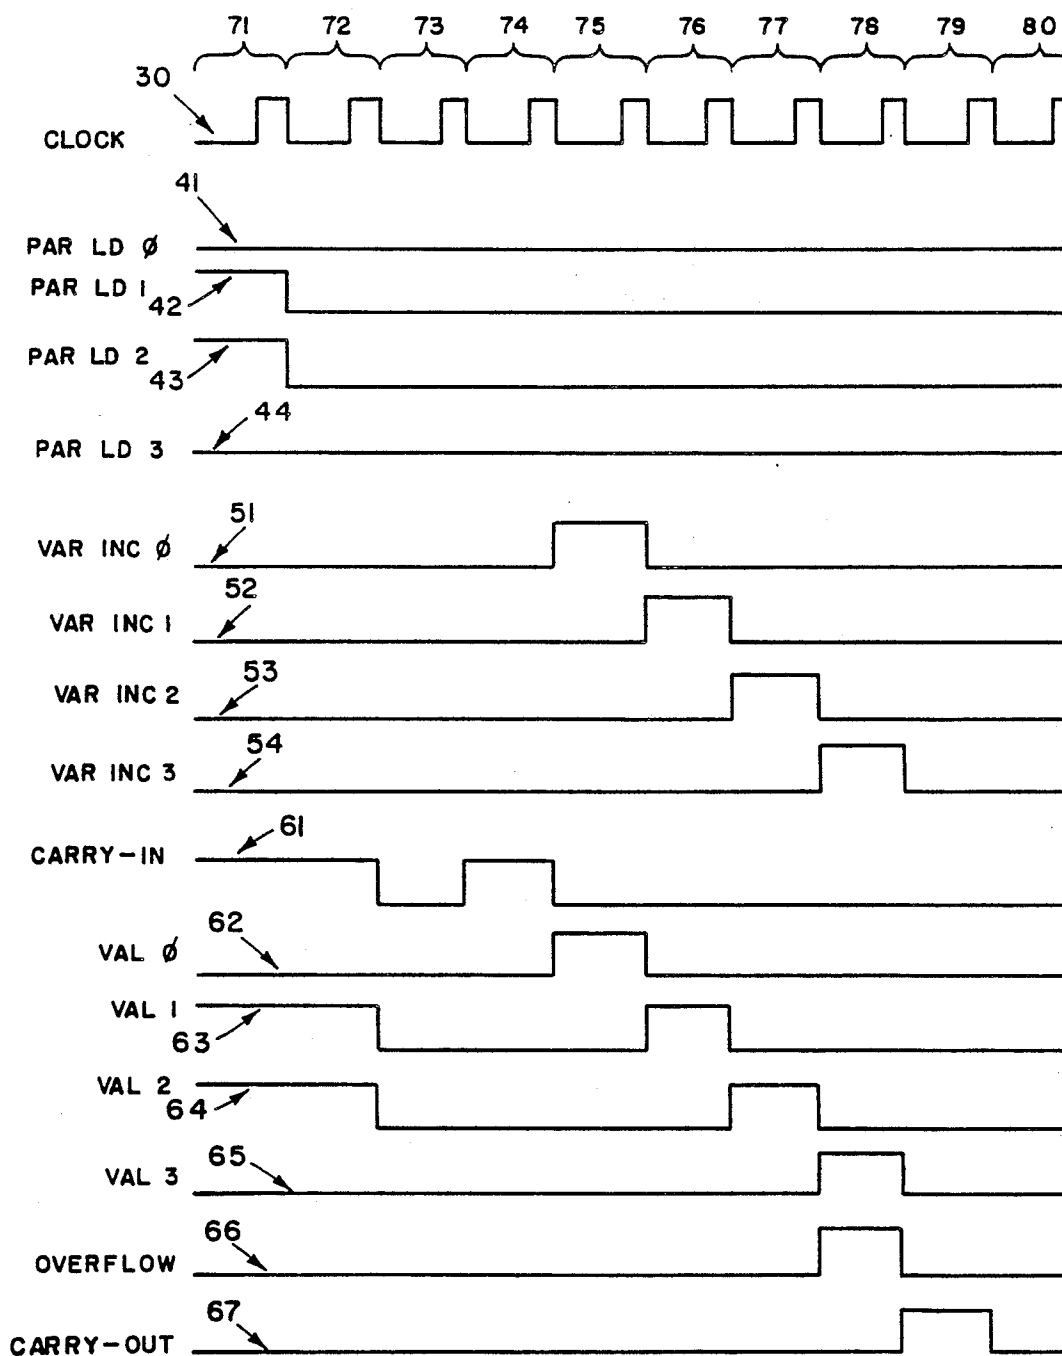 71 72 73 74 75 76 77 78 79 80
30
CLOCK
41
PAR LD Ø
PAR LD 1
42
PAR LD 2
43
44
PAR LD 3
51
VAR INC Ø
52
VAR INC 1
53
VAR INC 2
54
VAR INC 3
61
CARRY-IN
62
VAL Ø
VAL 1
63
VAL 2
64
65
VAL 3
66
OVERFLOW
67
CARRY-OUT